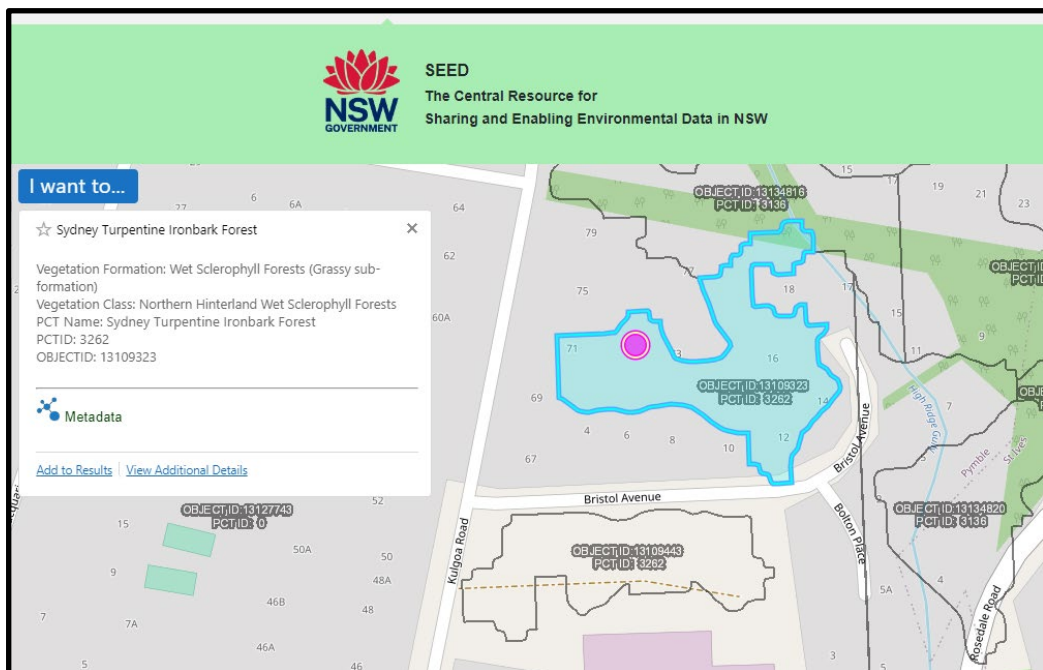 NSW
GOVERNMENT
SEED
The Central Resource for
Sharing and Enabling Environmental Data in NSW
I want to...
Sydney Turpentine Ironbark Forest
Vegetation Formation: Wet Sclerophyll Forests (Grassy sub-
formation)
Vegetation Class: Northern Hinterland Wet Sclerophyll Forests
PCT Name: Sydney Turpentine Ironbark Forest
PCTID: 3262
OBJECTID: 13109323
Metadata
Add to Results
View Additional Details
27
6
6A
64
62
60A
79
75
71
69
67
4
6
8
10
12
14
16
18
15
17
19
21
23
OBJECT ID:13134816
PCT ID: 3136
OBJECT ID:13109323
PCT ID: 3262
15
11
9
7
High Ridge Gully
Pymble
St Ives
Bristol Avenue
Bristol Avenue
Bolton Place
Kulgoa Road
Rosedale Road
OBJECT ID:13134820
PCT ID: 3136
OBJECT ID:13127743
PCT ID: 0
OBJECT ID:13109443
PCT ID: 3262
52
15
50A
50
9
48A
46B
48
7
7A
46A
46
5
5A
4
3
5